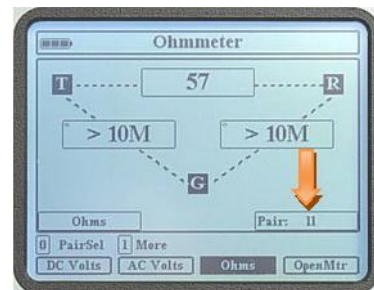 Ohmmeter
T 57 R
> 10M > 10M
G
Ohms Pair: 11
0 PairSel 1 More
DC Volts AC Volts Ohms OpenMtr